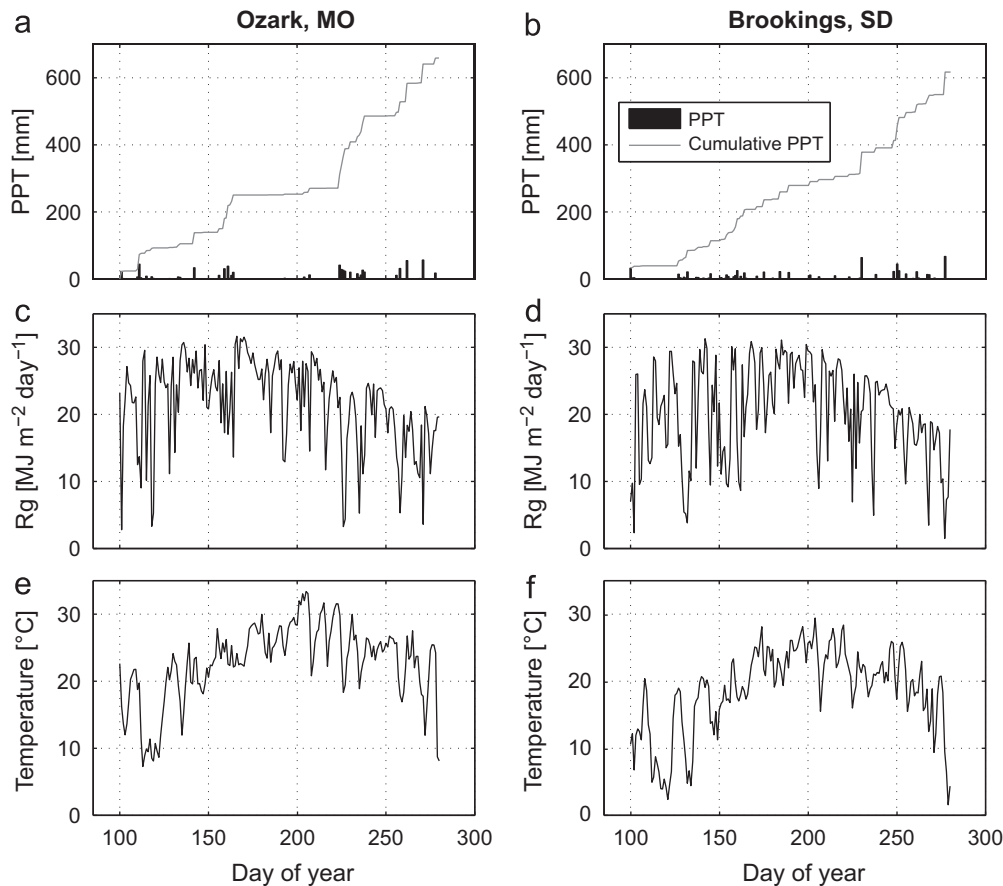 a
Ozark, MO
b
Brookings, SD
PPT [mm]
600
400
200
0
PPT [mm]
600
400
200
0
PPT
Cumulative PPT
c
Rg [MJ m⁻² day⁻¹]
30
20
10
0
d
Rg [MJ m⁻² day⁻¹]
30
20
10
0
e
Temperature [°C]
30
20
10
0
100 150 200 250 300
Day of year
f
Temperature [°C]
30
20
10
0
100 150 200 250 300
Day of year